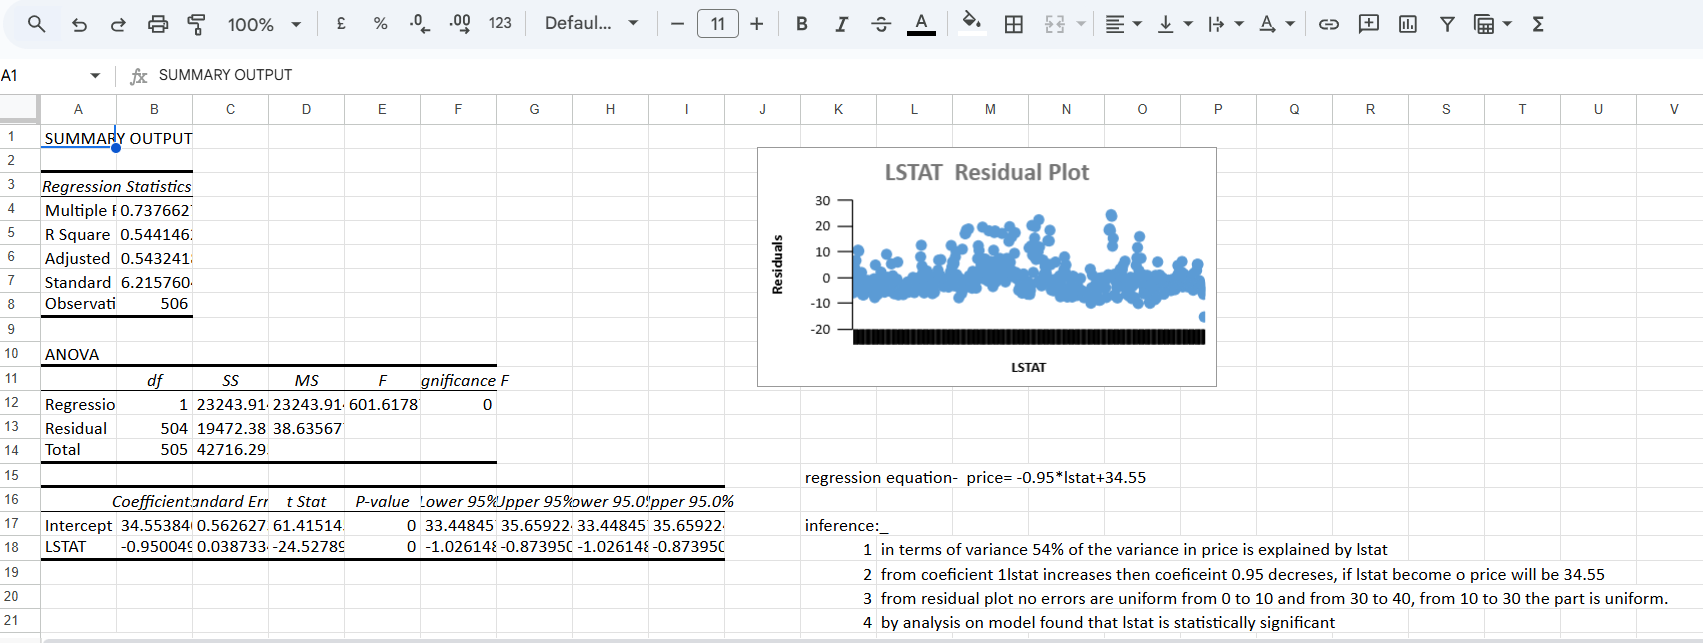 100% £ % .0 .00 123 Defaul... 11 B I S A A Σ
A1 fx SUMMARY OUTPUT
A B C D E F G H I J K L M N O P Q R S T U V
1 SUMMARY OUTPUT
2
3 Regression Statistics
4 Multiple R 0.737662
5 R Square 0.544146
6 Adjusted 0.543241
7 Standard 6.215760
8 Observati 506
9
10 ANOVA
11 df SS MS F gnificance F
12 Regressio 1 23243.91 23243.91 601.6178 0
13 Residual 504 19472.38 38.63567
14 Total 505 42716.29
15
16 Coefficient andard Err t Stat P-value Lower 95% Upper 95% ower 95.0% pper 95.0%
17 Intercept 34.55384 0.562627 61.41514 0 33.44845 35.65922 33.44845 35.65922
18 LSTAT -0.950049 0.038733 -24.52789 0 -1.026148 -0.873950 -1.026148 -0.873950
19
20
21
LSTAT Residual Plot
30
20
10
0
-10
-20
Residuals
LSTAT
regression equation- price= -0.95*lstat+34.55
inference:_
1 in terms of variance 54% of the variance in price is explained by lstat
2 from coeficient 1lstat increases then coeficeint 0.95 decreses, if lstat become o price will be 34.55
3 from residual plot no errors are uniform from 0 to 10 and from 30 to 40, from 10 to 30 the part is uniform.
4 by analysis on model found that lstat is statistically significant